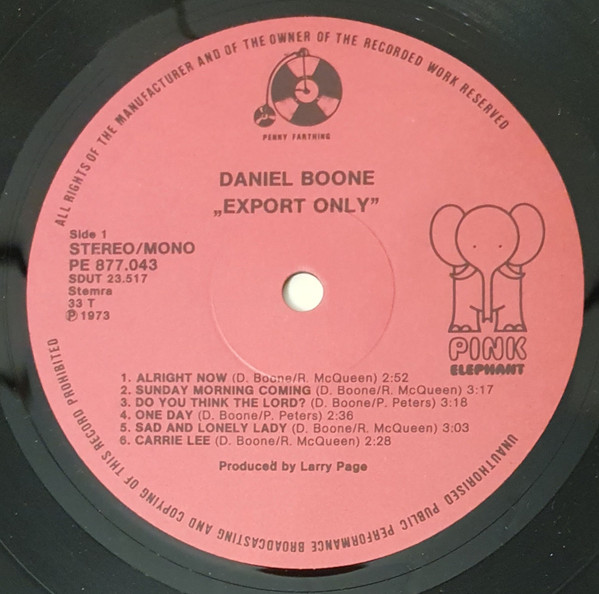 ALL RIGHTS OF THE MANUFACTURER AND OF THE OWNER OF THE RECORDED WORK RESERVED
PENNY FARTHING
DANIEL BOONE
„EXPORT ONLY”
Side 1
STEREO/MONO
PE 877.043
SDUT 23.517
Stemra
33 T
Ⓟ 1973
PINK
ELEPHANT
1. ALRIGHT NOW (D. Boone/R. McQueen) 2:52
2. SUNDAY MORNING COMING (D. Boone/R. McQueen) 3:17
3. DO YOU THINK THE LORD? (D. Boone/P. Peters) 3:18
4. ONE DAY (D. Boone/P. Peters) 2:36
5. SAD AND LONELY LADY (D. Boone/R. McQueen) 3:03
6. CARRIE LEE (D. Boone/R. McQueen) 2:28
Produced by Larry Page
UNAUTHORISED PUBLIC PERFORMANCE BROADCASTING AND COPYING OF THIS RECORD PROHIBITED